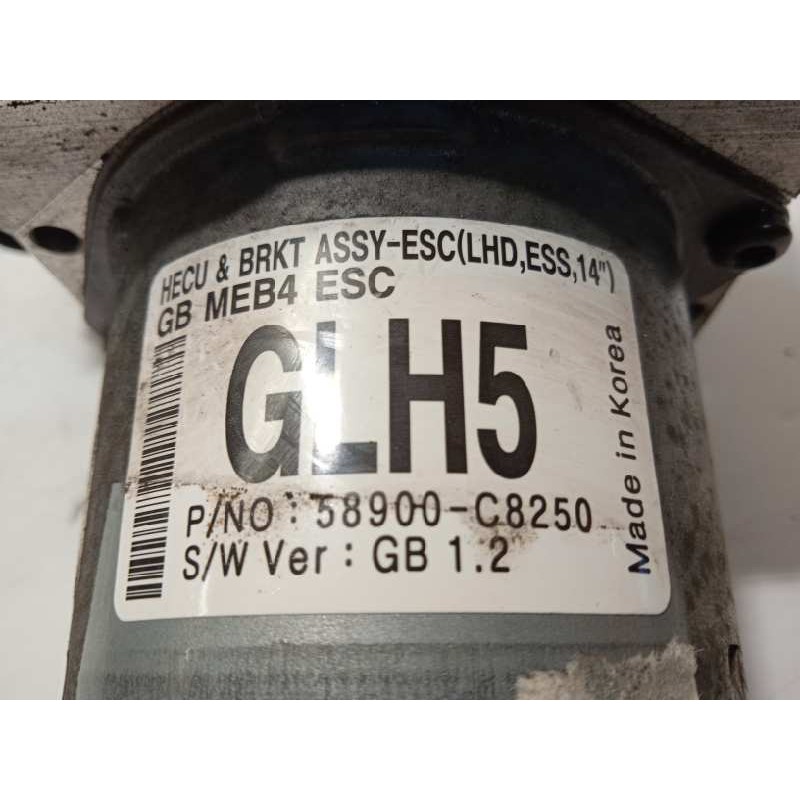 HECU & BRKT ASSY-ESC(LHD,ESS,14")
GB MEB4 ESC
GLH5
P/NO : 58900-C8250
S/W Ver : GB 1.2
Made in Korea